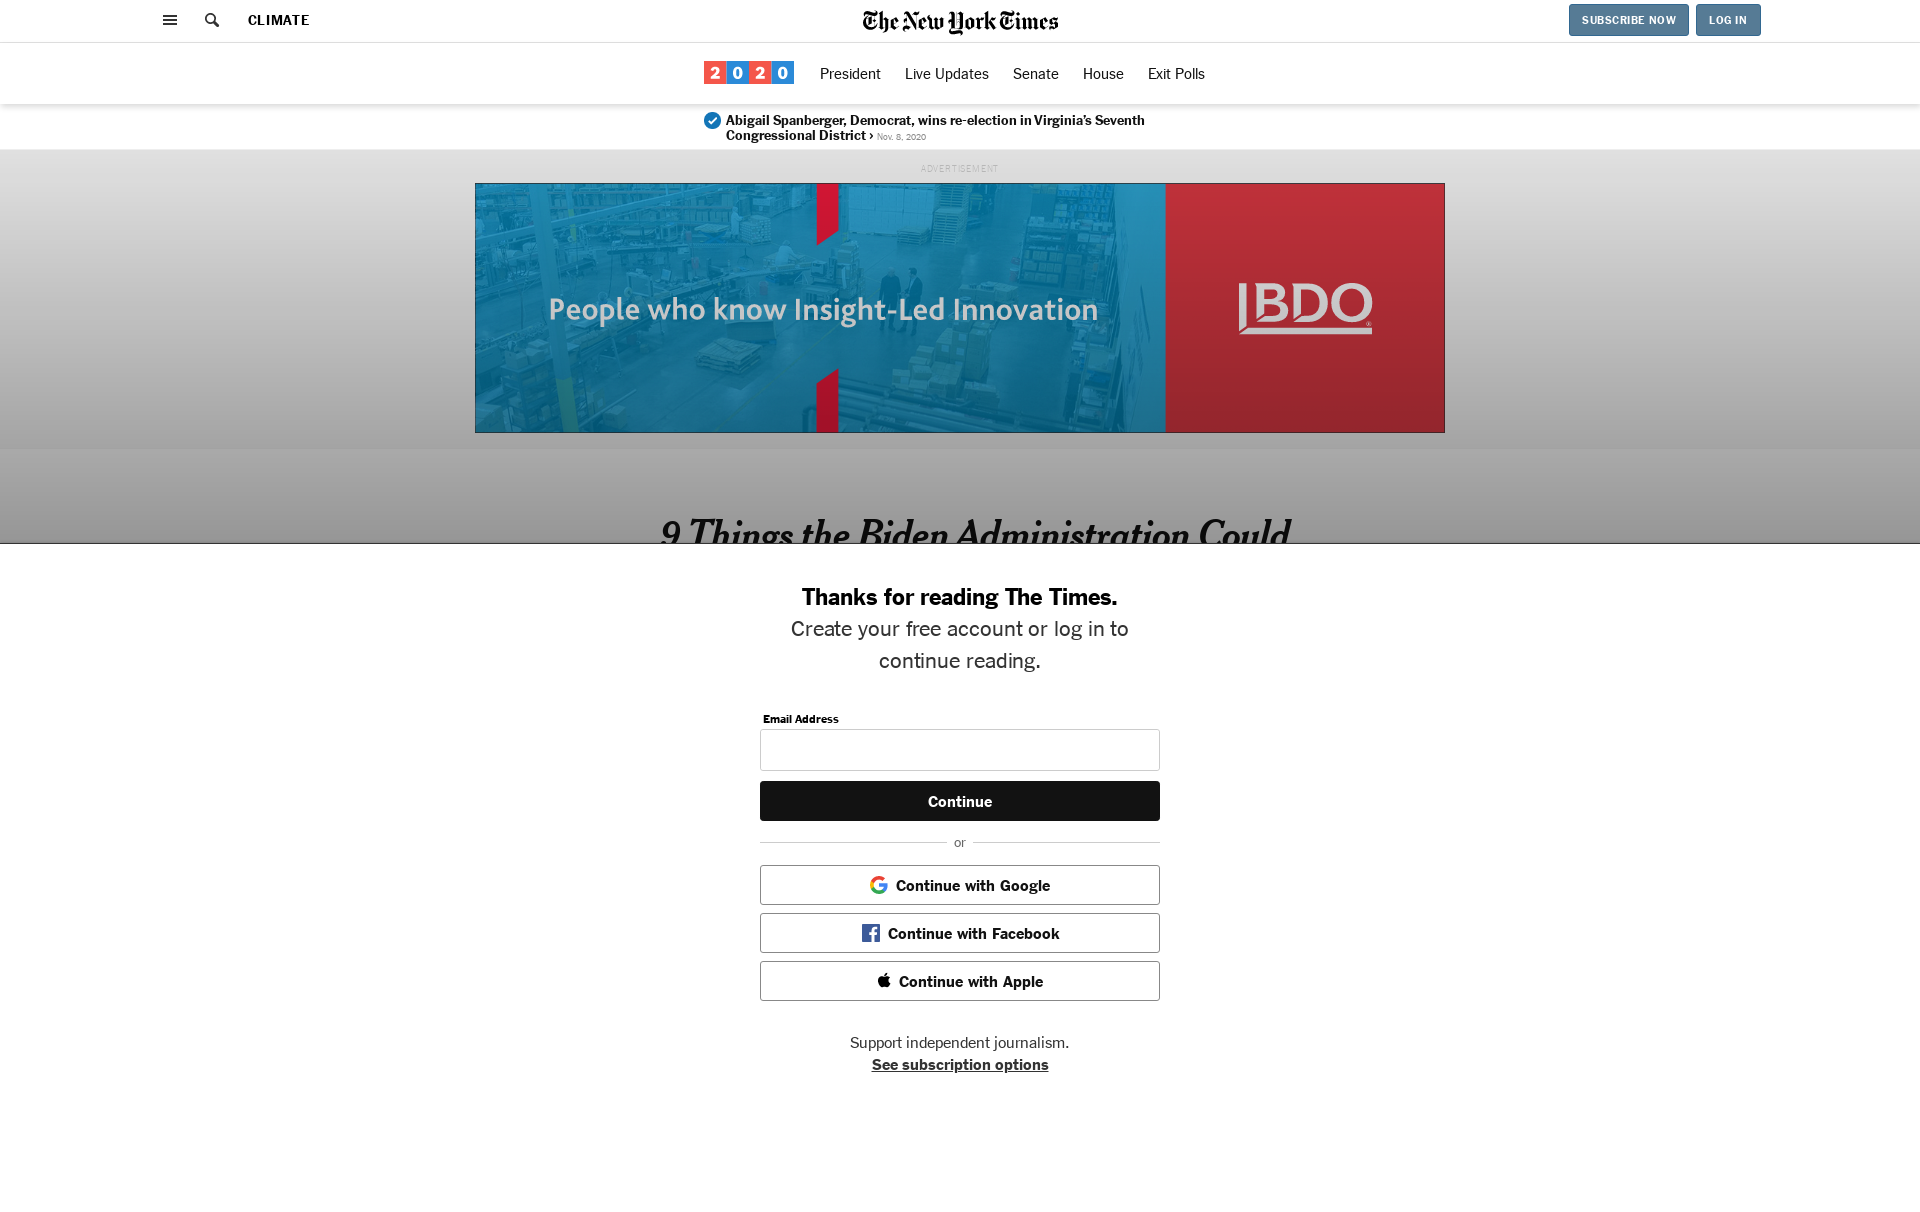 CLIMATE
The New York Times
SUBSCRIBE NOW
LOG IN
2020
President
Live Updates
Senate
House
Exit Polls
Abigail Spanberger, Democrat, wins re-election in Virginia's Seventh
Congressional District › Nov. 8, 2020
ADVERTISEMENT
People who know Insight-Led Innovation
BDO
9 Things the Biden Administration Could
Thanks for reading The Times.
Create your free account or log in to
continue reading.
Email Address
Continue
or
Continue with Google
Continue with Facebook
Continue with Apple
Support independent journalism.
See subscription options